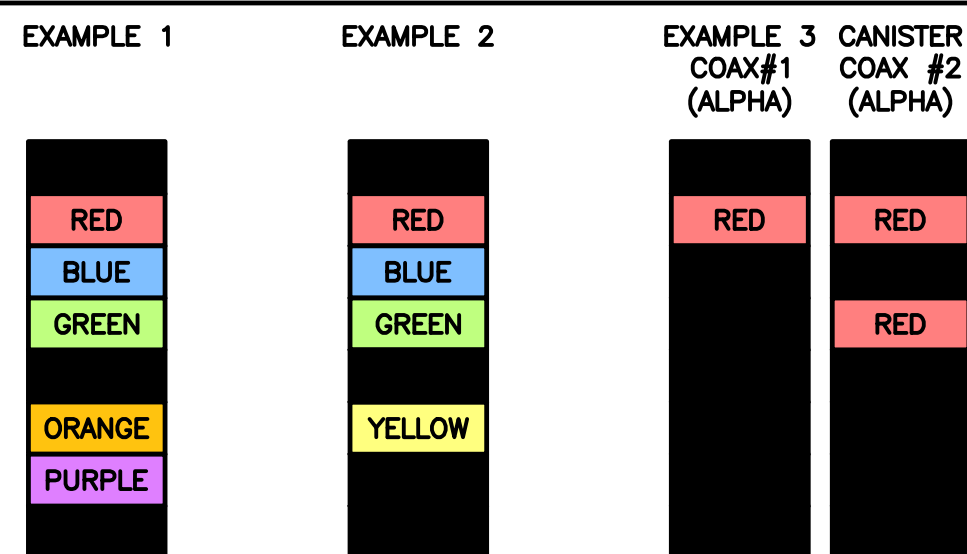 EXAMPLE 1
RED
BLUE
GREEN
ORANGE
PURPLE
EXAMPLE 2
RED
BLUE
GREEN
YELLOW
EXAMPLE 3
COAX#1
(ALPHA)
RED
CANISTER
COAX #2
(ALPHA)
RED
RED